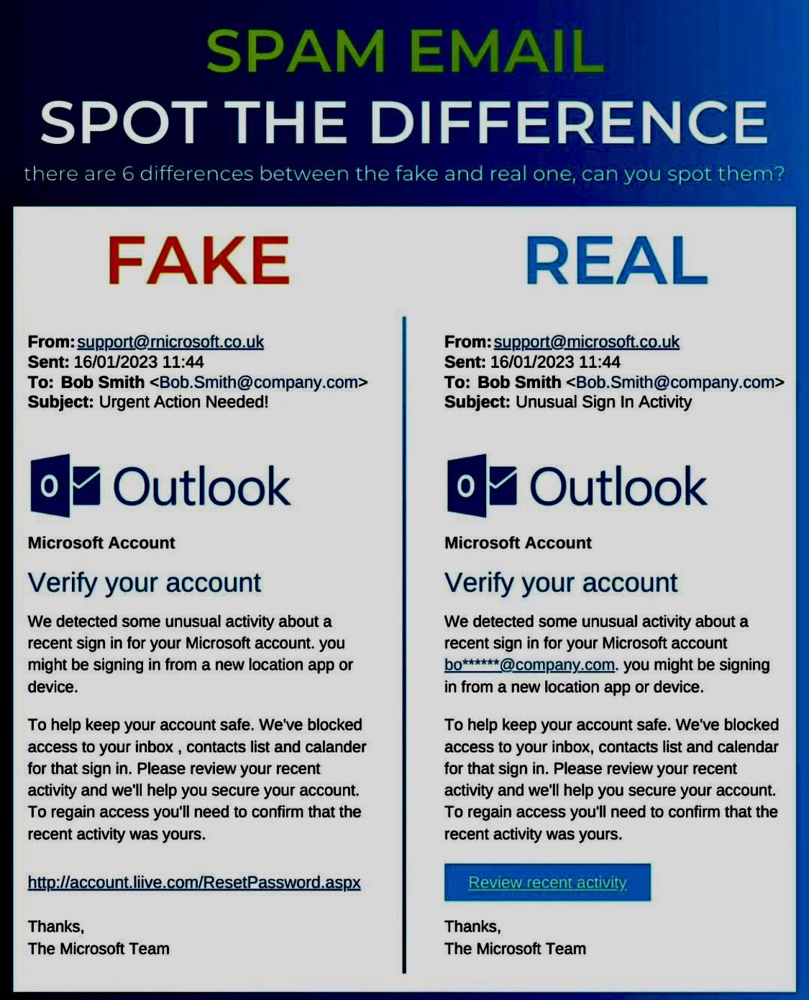 SPAM EMAIL
SPOT THE DIFFERENCE
there are 6 differences between the fake and real one, can you spot them?
FAKE
From: support@rnicrosoft.co.uk
Sent: 16/01/2023 11:44
To: Bob Smith <Bob.Smith@company.com>
Subject: Urgent Action Needed!
Outlook
Microsoft Account
Verify your account
We detected some unusual activity about a
recent sign in for your Microsoft account. you
might be signing in from a new location app or
device.
To help keep your account safe. We've blocked
access to your inbox , contacts list and calander
for that sign in. Please review your recent
activity and we'll help you secure your account.
To regain access you'll need to confirm that the
recent activity was yours.
http://account.liive.com/ResetPassword.aspx
Thanks,
The Microsoft Team
REAL
From: support@microsoft.co.uk
Sent: 16/01/2023 11:44
To: Bob Smith <Bob.Smith@company.com>
Subject: Unusual Sign In Activity
Outlook
Microsoft Account
Verify your account
We detected some unusual activity about a
recent sign in for your Microsoft account
bo******@company.com. you might be signing
in from a new location app or device.
To help keep your account safe. We've blocked
access to your inbox, contacts list and calendar
for that sign in. Please review your recent
activity and we'll help you secure your account.
To regain access you'll need to confirm that the
recent activity was yours.
Review recent activity
Thanks,
The Microsoft Team